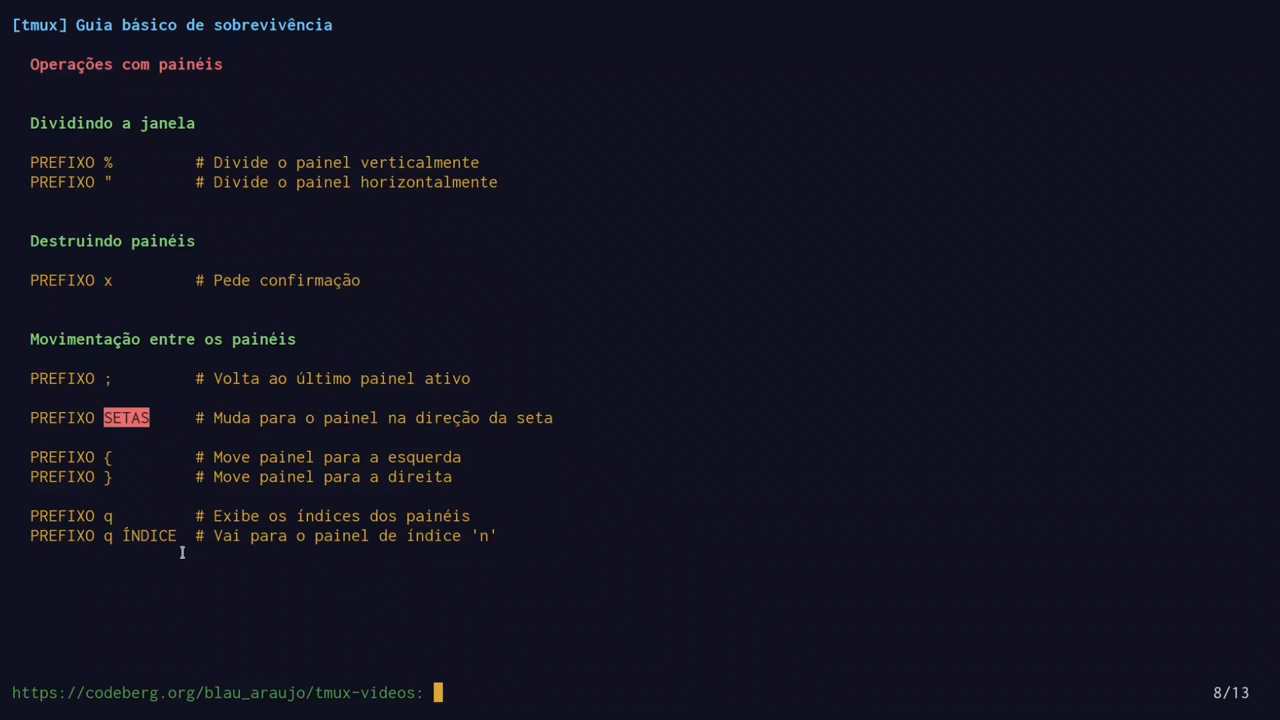 [tmux] Guia básico de sobrevivência
Operações com painéis
Dividindo a janela
PREFIXO %         # Divide o painel verticalmente
PREFIXO "         # Divide o painel horizontalmente
Destruindo painéis
PREFIXO x         # Pede confirmação
Movimentação entre os painéis
PREFIXO ;         # Volta ao último painel ativo
PREFIXO SETAS     # Muda para o painel na direção da seta
PREFIXO {         # Move painel para a esquerda
PREFIXO }         # Move painel para a direita
PREFIXO q         # Exibe os índices dos painéis
PREFIXO q ÍNDICE  # Vai para o painel de índice 'n'
https://codeberg.org/blau_araujo/tmux-videos: 8/13